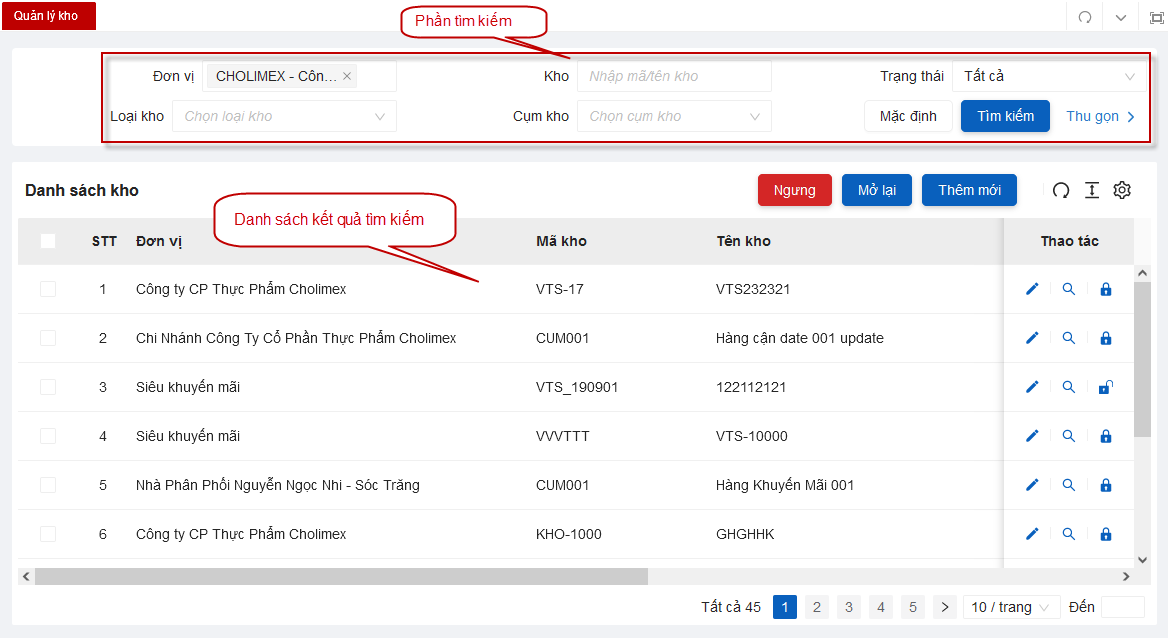 Quản lý kho
Phần tìm kiếm
Đơn vị CHOLIMEX - Côn... Kho Nhập mã/tên kho Trạng thái Tất cả
Loại kho Chọn loại kho Cụm kho Chọn cụm kho Mặc định Tìm kiếm Thu gọn
Danh sách kho Ngưng Mở lại Thêm mới
Danh sách kết quả tìm kiếm
STT Đơn vị Mã kho Tên kho Thao tác
1 Công ty CP Thực Phẩm Cholimex VTS-17 VTS232321
2 Chi Nhánh Công Ty Cổ Phần Thực Phẩm Cholimex CUM001 Hàng cận date 001 update
3 Siêu khuyến mãi VTS_190901 122112121
4 Siêu khuyến mãi VVVTTT VTS-10000
5 Nhà Phân Phối Nguyễn Ngọc Nhi - Sóc Trăng CUM001 Hàng Khuyến Mãi 001
6 Công ty CP Thực Phẩm Cholimex KHO-1000 GHGHHK
Tất cả 45 1 2 3 4 5 10 / trang Đến